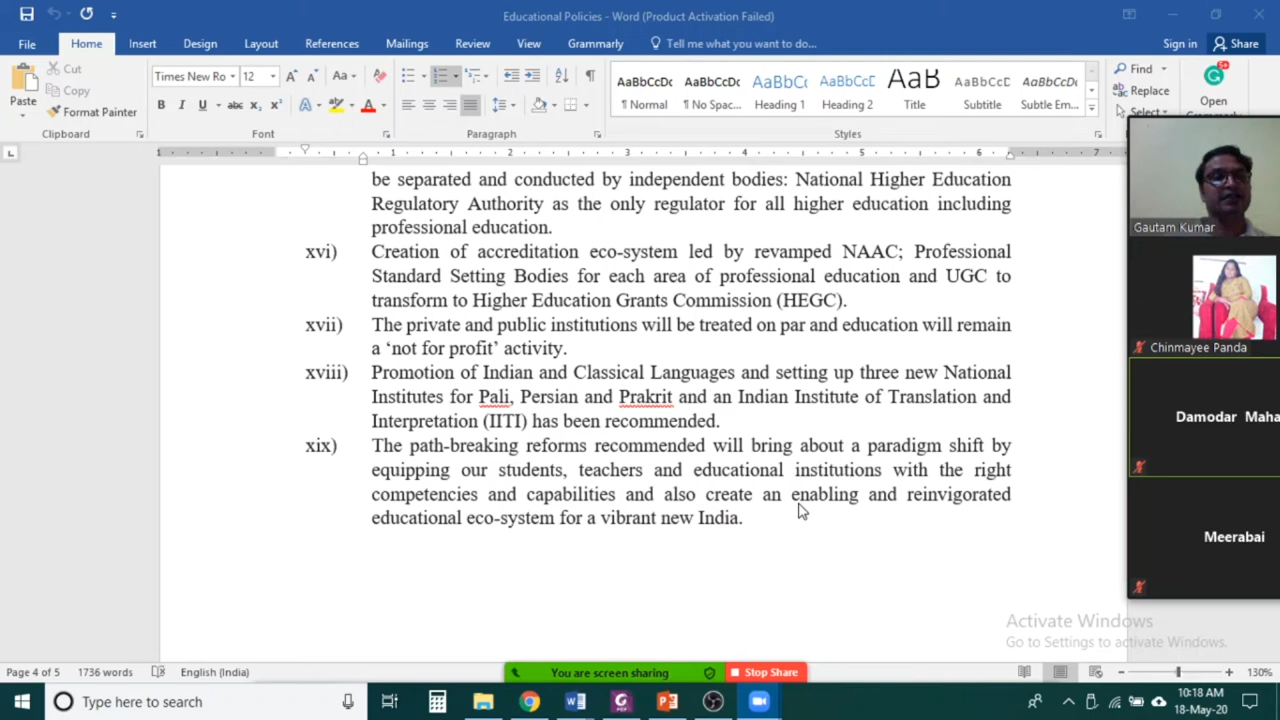 Educational Policies - Word (Product Activation Failed)
File Home Insert Design Layout References Mailings Review View Grammarly Tell me what you want to do... Sign in Share
Paste
Cut
Copy
Format Painter
Times New Ro 12
AaBbCcDc AaBbCcDc AaBbCc AaBbCcD AaB AaBbCcD AaBbCcDc
¶ Normal ¶ No Spac... Heading 1 Heading 2 Title Subtitle Subtle Em...
Find
Replace
Select
Open
Clipboard Font Paragraph Styles
be separated and conducted by independent bodies: National Higher Education
Regulatory Authority as the only regulator for all higher education including
professional education.
xvi) Creation of accreditation eco-system led by revamped NAAC; Professional
Standard Setting Bodies for each area of professional education and UGC to
transform to Higher Education Grants Commission (HEGC).
xvii) The private and public institutions will be treated on par and education will remain
a ‘not for profit’ activity.
xviii) Promotion of Indian and Classical Languages and setting up three new National
Institutes for Pali, Persian and Prakrit and an Indian Institute of Translation and
Interpretation (IITI) has been recommended.
xix) The path-breaking reforms recommended will bring about a paradigm shift by
equipping our students, teachers and educational institutions with the right
competencies and capabilities and also create an enabling and reinvigorated
educational eco-system for a vibrant new India.
Gautam Kumar
Chinmayee Panda
Damodar Maha
Meerabai
Activate Windows
Go to Settings to activate Windows.
Page 4 of 5 1736 words English (India)
You are screen sharing Stop Share
130%
Type here to search
10:18 AM
18-May-20